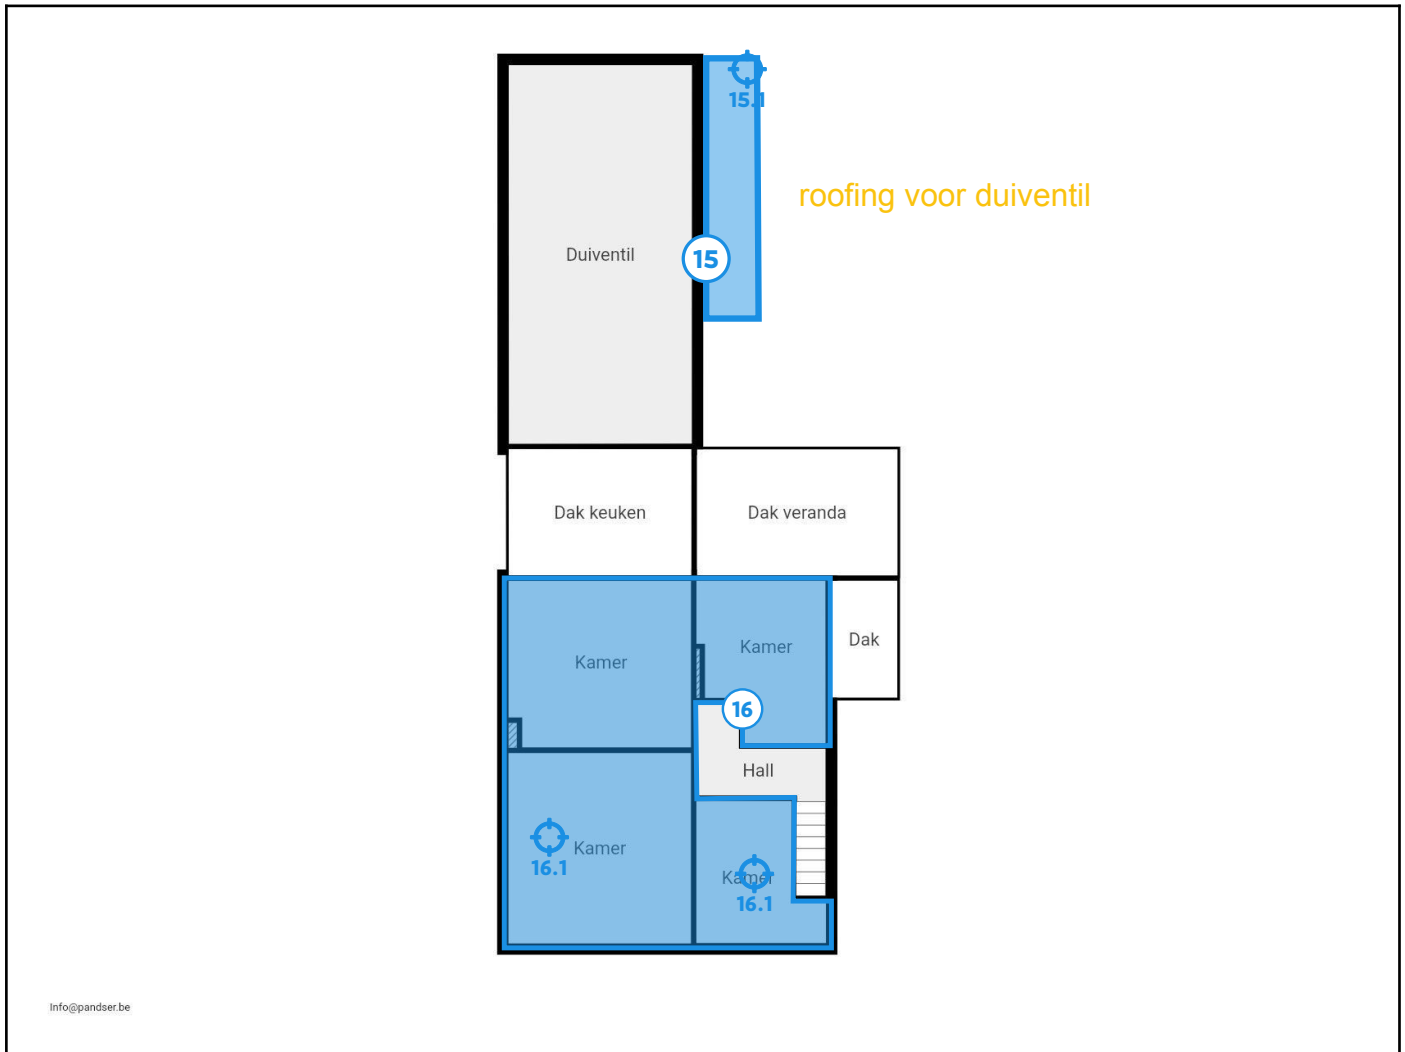 15.1
roofing voor duiventil
Duiventil
15
Dak keuken
Dak veranda
Kamer
Kamer
Dak
16
Hall
Kamer
16.1
Kamer
16.1
Info@pandser.be